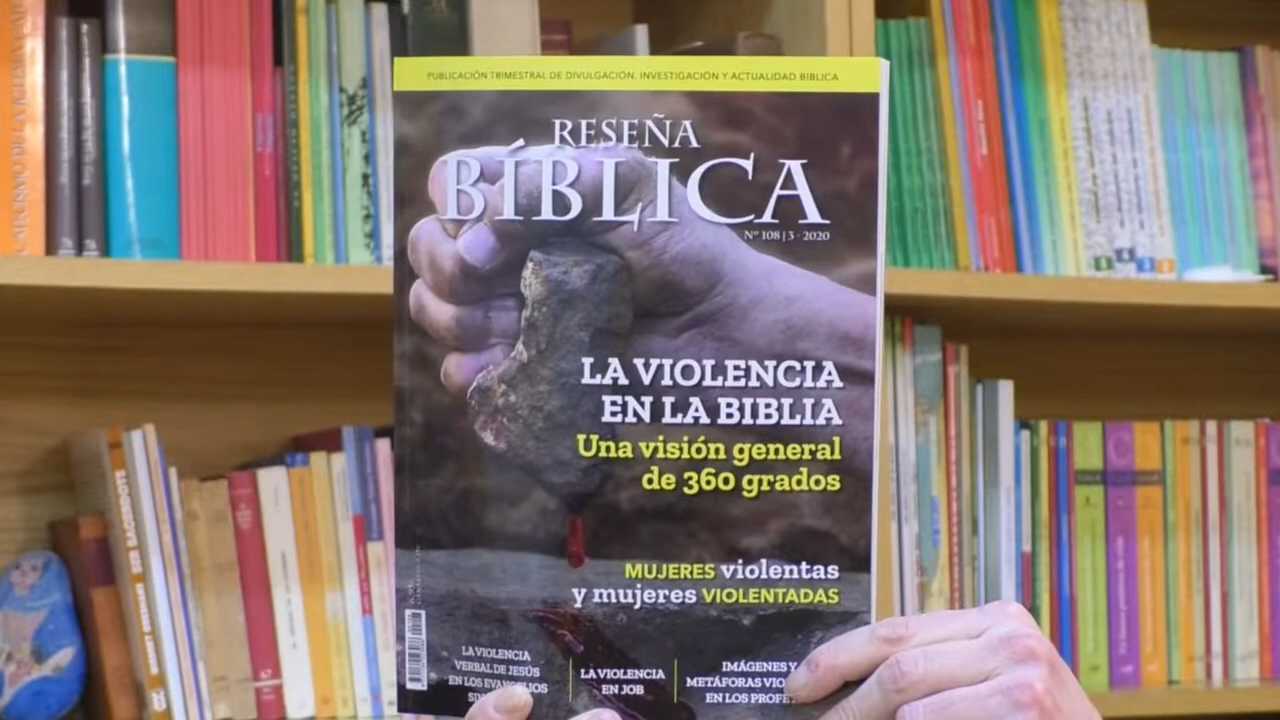 PUBLICACIÓN TRIMESTRAL DE DIVULGACIÓN, INVESTIGACIÓN Y ACTUALIDAD BÍBLICA
RESEÑA
BÍBLICA
Nº 108 | 3 - 2020
LA VIOLENCIA
EN LA BIBLIA
Una visión general
de 360 grados
MUJERES violentas
y mujeres VIOLENTADAS
LA VIOLENCIA
VERBAL DE JESÚS
EN LOS EVANGELIOS
LA VIOLENCIA
EN JOB
IMÁGENES Y
METÁFORAS
EN LOS